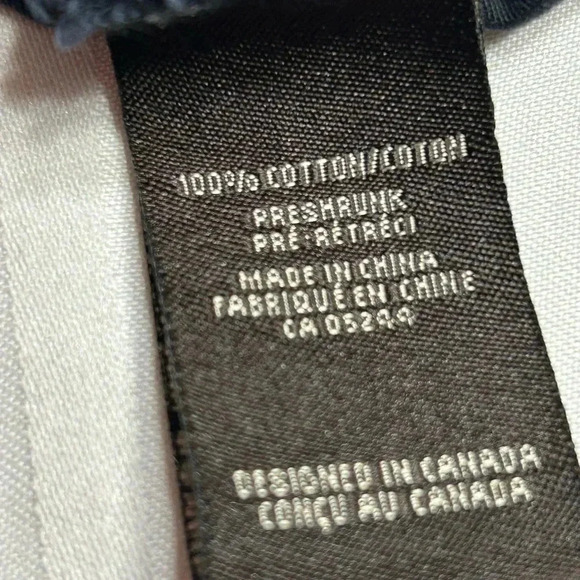 100% COTTON/COTON
PRESHRUNK
PRÉ-RÉTRÉCI
MADE IN CHINA
FABRIQUÉ EN CHINE
CA 05244
DESIGNED IN CANADA
CONÇU AU CANADA